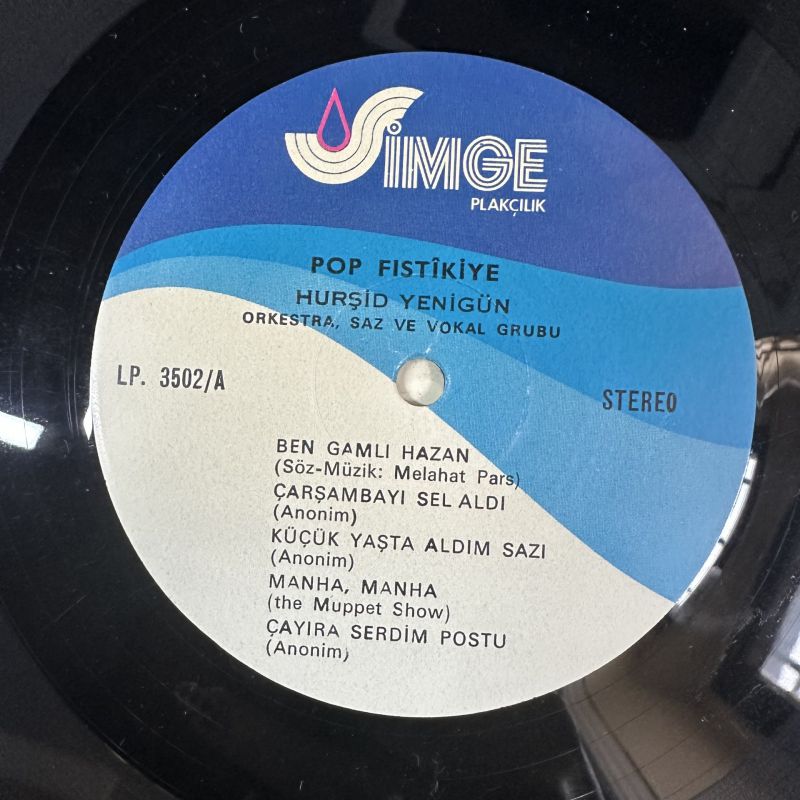 SİMGE
PLAKÇILIK
POP FISTÎKİYE
HURŞİD YENİGÜN
ORKESTRA, SAZ VE VOKAL GRUBU
LP. 3502/A
STEREO
BEN GAMLI HAZAN
(Söz-Müzik: Melahat Pars)
ÇARŞAMBAYI SEL ALDI
(Anonim)
KÜÇÜK YAŞTA ALDIM SAZI
(Anonim)
MANHA, MANHA
(the Muppet Show)
ÇAYIRA SERDİM POSTU
(Anonim)